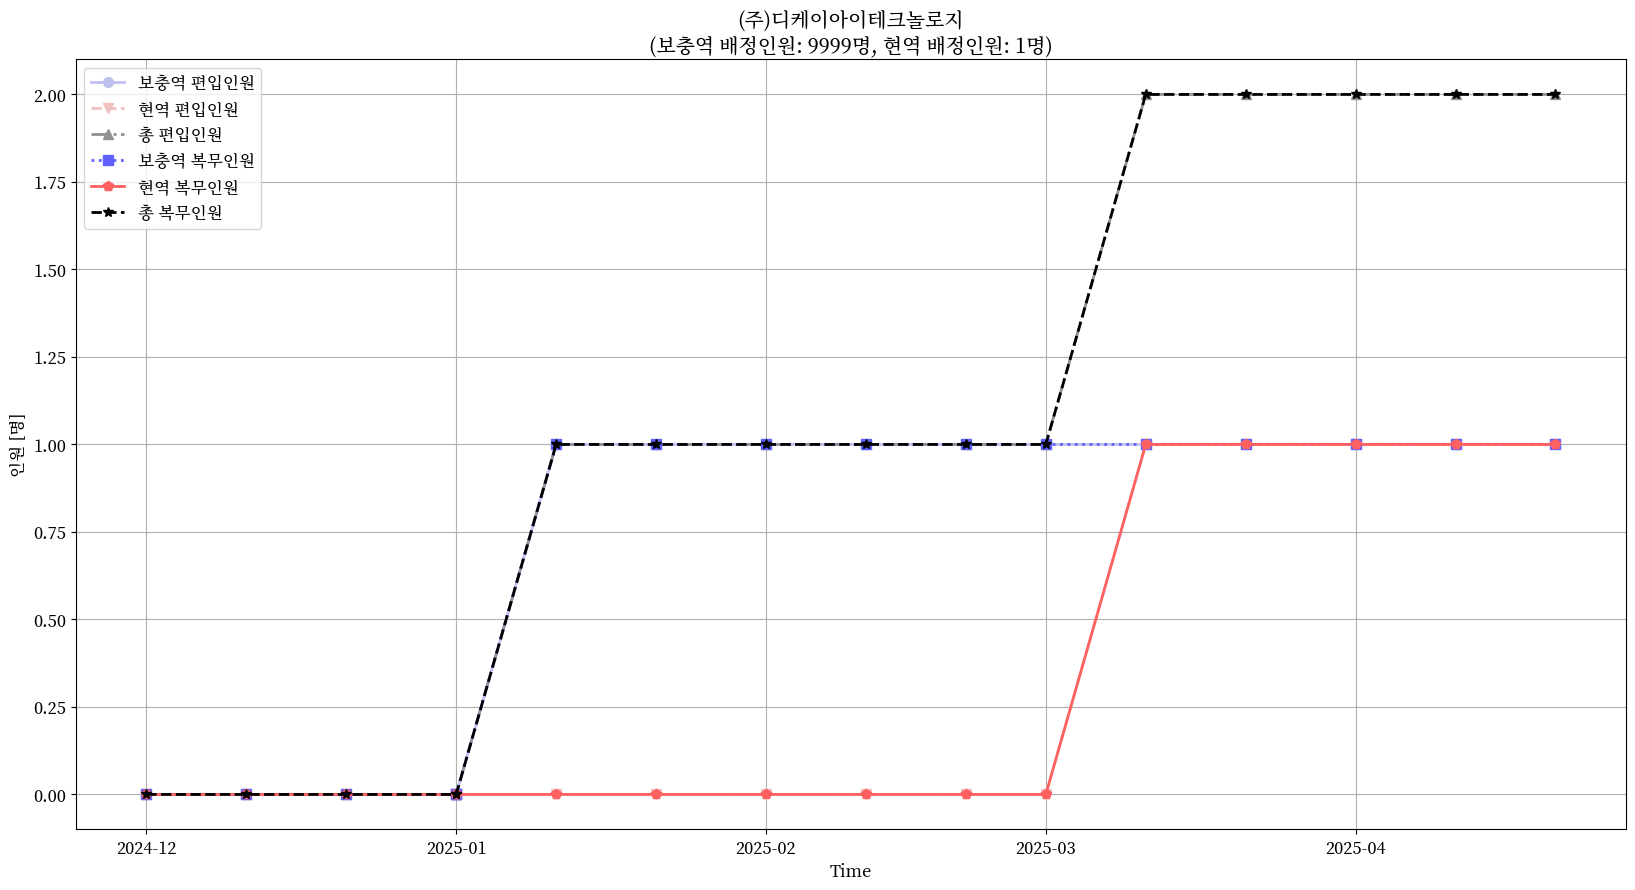 (주)디케이아이테크놀로지
(보충역 배정인원: 9999명, 현역 배정인원: 1명)
보충역 편입인원
현역 편입인원
총 편입인원
보충역 복무인원
현역 복무인원
총 복무인원
인원 [명]
2.00
1.75
1.50
1.25
1.00
0.75
0.50
0.25
0.00
2024-12
2025-01
2025-02
2025-03
2025-04
Time